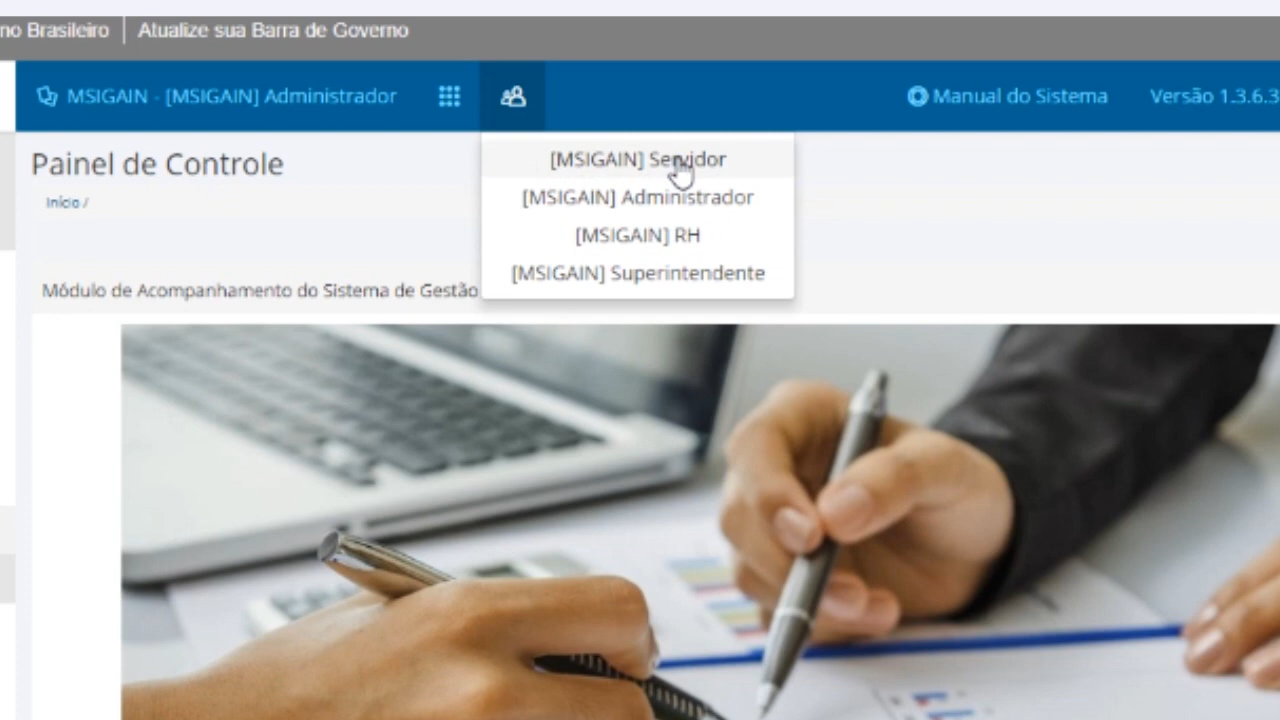 no Brasileiro | Atualize sua Barra de Governo
MSIGAIN - [MSIGAIN] Administrador
Manual do Sistema
Versão 1.3.6.3
Painel de Controle
Início /
[MSIGAIN] Servidor
[MSIGAIN] Administrador
[MSIGAIN] RH
[MSIGAIN] Superintendente
Módulo de Acompanhamento do Sistema de Gestão